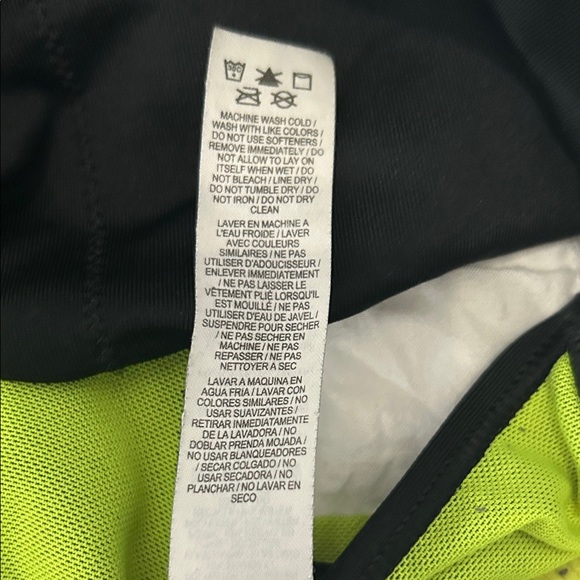 30C
MACHINE WASH COLD /
WASH WITH LIKE COLORS /
DO NOT USE SOFTENERS /
REMOVE IMMEDIATELY / DO
NOT ALLOW TO LAY ON
ITSELF WHEN WET / DO
NOT BLEACH / LINE DRY /
DO NOT TUMBLE DRY / DO
NOT IRON / DO NOT DRY
CLEAN
LAVER EN MACHINE A
L'EAU FROIDE / LAVER
AVEC COULEURS
SIMILAIRES / NE PAS
UTILISER D'ADOUCISSEUR /
ENLEVER IMMEDIATEMENT
/ NE PAS LAISSER LE
VÊTEMENT PLIÉ LORSQU'IL
EST MOUILLÉ / NE PAS
UTILISER D'EAU DE JAVEL /
SUSPENDRE POUR SECHER
/ NE PAS SECHER EN
MACHINE / NE PAS
REPASSER / NE PAS
NETTOYER A SEC
LAVAR A MAQUINA EN
AGUA FRIA / LAVAR CON
COLORES SIMILARES / NO
USAR SUAVIZANTES /
RETIRAR INMEDIATAMENTE
DE LA LAVADORA / NO
DOBLAR PRENDA MOJADA /
NO USAR BLANQUEADORES
/ SECAR COLGADO / NO
USAR SECADORA / NO
PLANCHAR / NO LAVAR EN
SECO